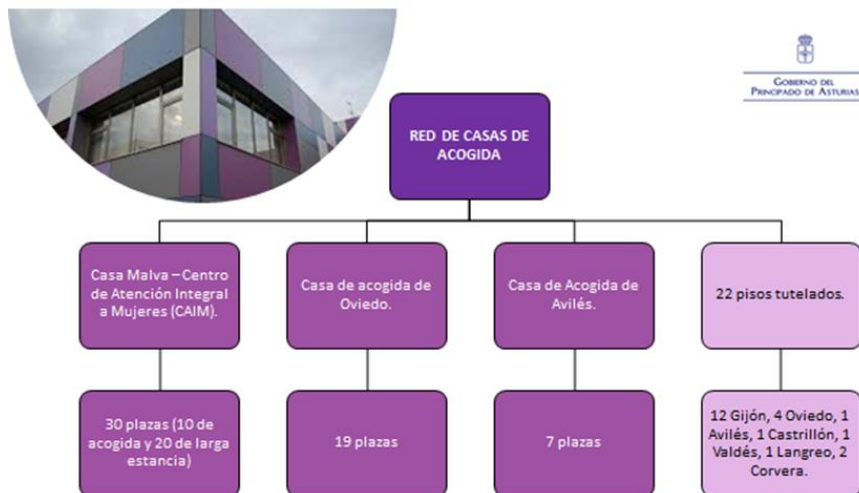 GOBIERNO DEL
PRINCIPADO DE ASTURIAS
RED DE CASAS DE
ACOGIDA
Casa Malva – Centro
de Atención Integral
a Mujeres (CAIM).
Casa de acogida de
Oviedo.
Casa de Acogida de
Avilés.
22 pisos tutelados.
30 plazas (10 de
acogida y 20 de larga
estancia)
19 plazas
7 plazas
12 Gijón, 4 Oviedo, 1
Avilés, 1 Castrillón, 1
Valdés, 1 Langreo, 2
Corvera.